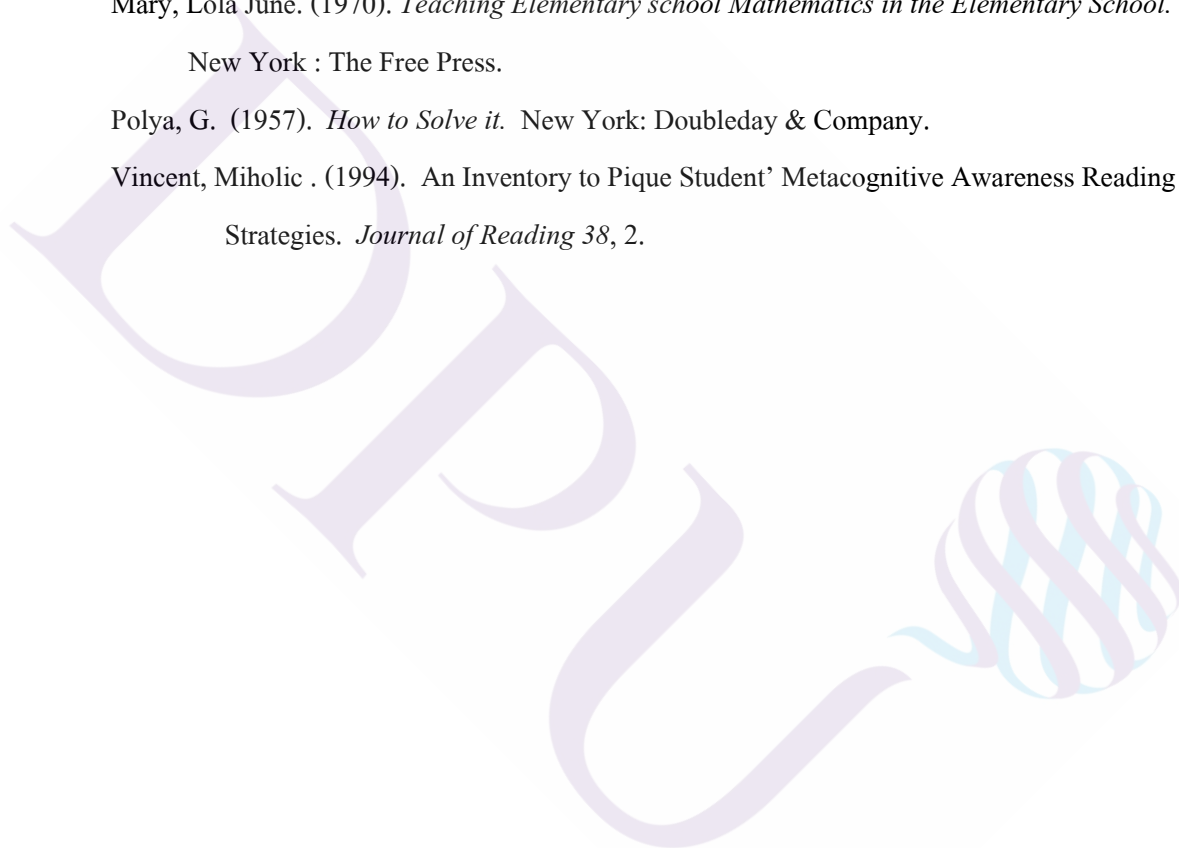 Mary, Lola June. (1970). Teaching Elementary school Mathematics in the Elementary School.
New York : The Free Press.
Polya, G. (1957). How to Solve it. New York: Doubleday & Company.
Vincent, Miholic . (1994). An Inventory to Pique Student’ Metacognitive Awareness Reading
Strategies. Journal of Reading 38, 2.
DPU